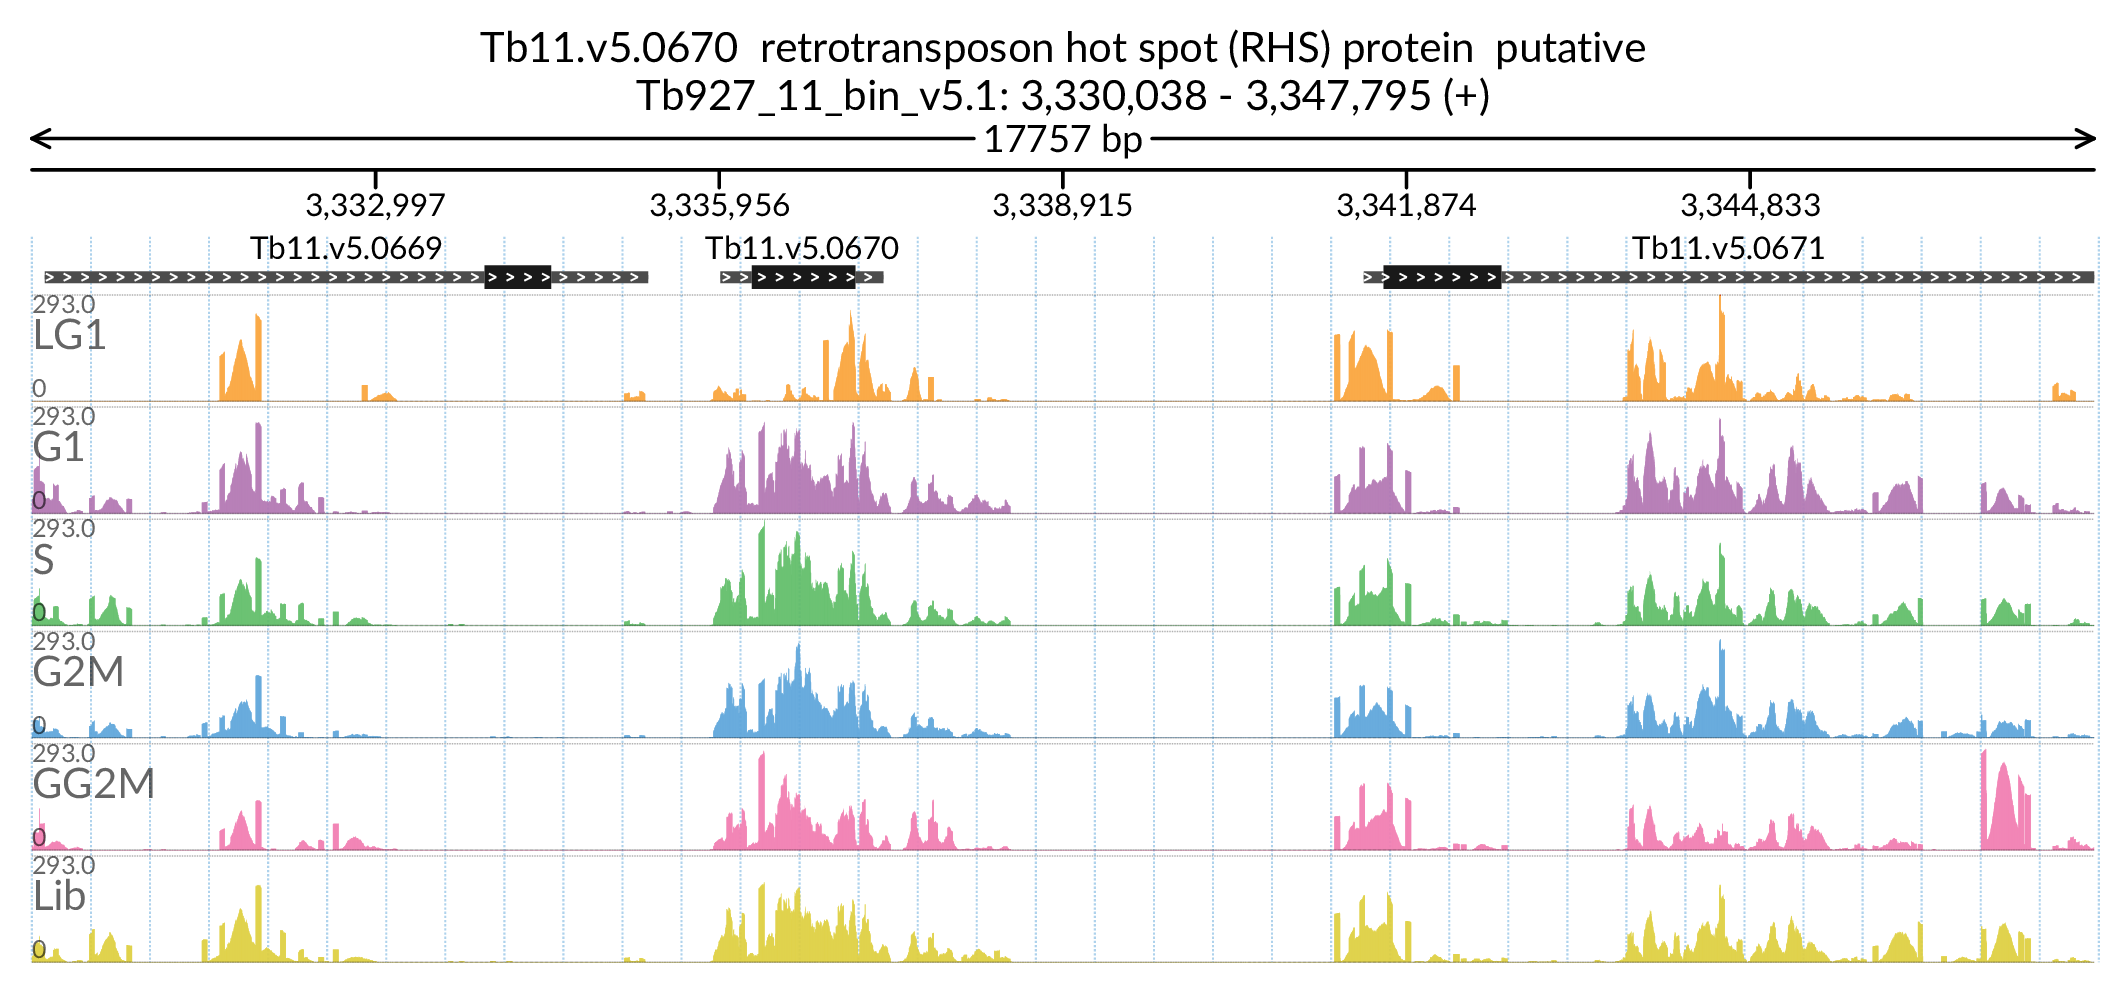 Tb11.v5.0670 retrotransposon hot spot (RHS) protein putative
Tb927_11_bin_v5.1: 3,330,038 - 3,347,795 (+)
17757 bp
3,332,997 3,335,956 3,338,915 3,341,874 3,344,833
Tb11.v5.0669 Tb11.v5.0670 Tb11.v5.0671
293.0
LG1
0
293.0
G1
0
293.0
S
0
293.0
G2M
0
293.0
GG2M
0
293.0
Lib
0